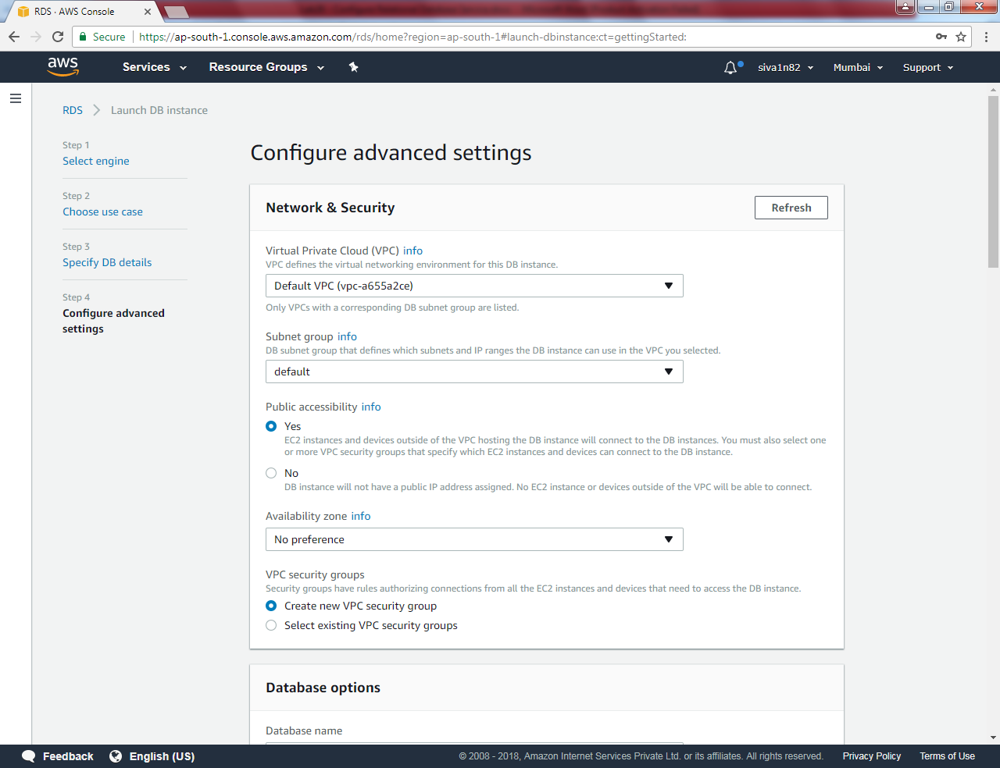 RDS · AWS Console
Secure
https://ap-south-1.console.aws.amazon.com/rds/home?region=ap-south-1#launch-dbinstance:ct=gettingStarted:
aws
Services
Resource Groups
siva1n82
Mumbai
Support
RDS
Launch DB instance
Step 1
Select engine
Step 2
Choose use case
Step 3
Specify DB details
Step 4
Configure advanced
settings
Configure advanced settings
Network & Security
Refresh
Virtual Private Cloud (VPC) info
VPC defines the virtual networking environment for this DB instance.
Default VPC (vpc-a655a2ce)
Only VPCs with a corresponding DB subnet group are listed.
Subnet group info
DB subnet group that defines which subnets and IP ranges the DB instance can use in the VPC you selected.
default
Public accessibility info
Yes
EC2 instances and devices outside of the VPC hosting the DB instance will connect to the DB instances. You must also select one
or more VPC security groups that specify which EC2 instances and devices can connect to the DB instance.
No
DB instance will not have a public IP address assigned. No EC2 instance or devices outside of the VPC will be able to connect.
Availability zone info
No preference
VPC security groups
Security groups have rules authorizing connections from all the EC2 instances and devices that need to access the DB instance.
Create new VPC security group
Select existing VPC security groups
Database options
Database name
Feedback
English (US)
© 2008 - 2018, Amazon Internet Services Private Ltd. or its affiliates. All rights reserved.
Privacy Policy
Terms of Use